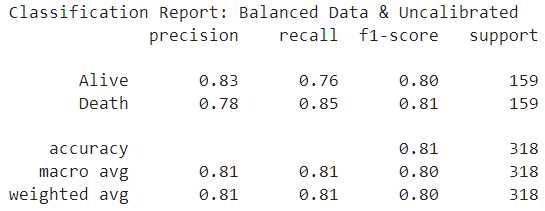 Classification Report: Balanced Data & Uncalibrated
precision recall f1-score support
Alive 0.83 0.76 0.80 159
Death 0.78 0.85 0.81 159
accuracy 0.81 318
macro avg 0.81 0.81 0.80 318
weighted avg 0.81 0.81 0.80 318